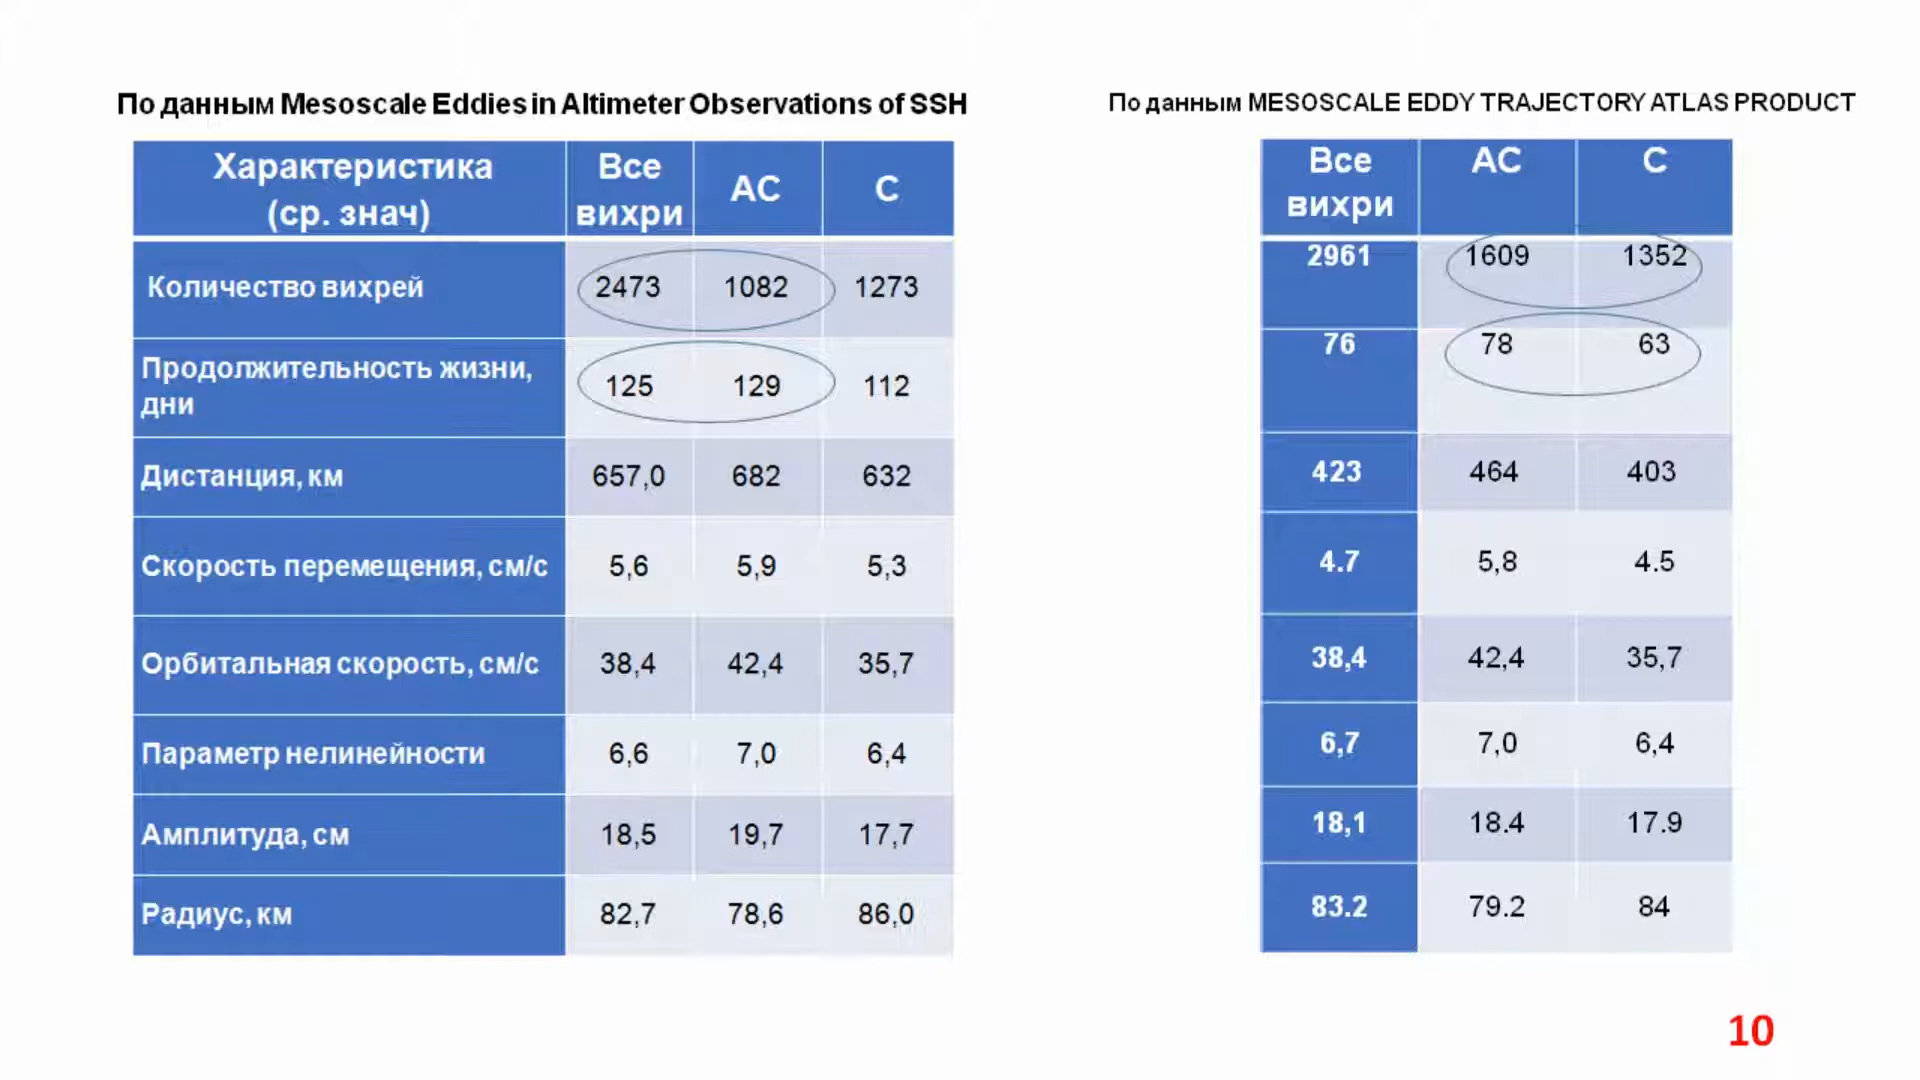 По данным Mesoscale Eddies in Altimeter Observations of SSH
Характеристика (ср. знач) Все вихри АС С
Количество вихрей 2473 1082 1273
Продолжительность жизни, дни 125 129 112
Дистанция, км 657,0 682 632
Скорость перемещения, см/с 5,6 5,9 5,3
Орбитальная скорость, см/с 38,4 42,4 35,7
Параметр нелинейности 6,6 7,0 6,4
Амплитуда, см 18,5 19,7 17,7
Радиус, км 82,7 78,6 86,0
По данным MESOSCALE EDDY TRAJECTORY ATLAS PRODUCT
Все вихри АС С
2961 1609 1352
76 78 63
423 464 403
4.7 5,8 4.5
38,4 42,4 35,7
6,7 7,0 6,4
18,1 18.4 17.9
83.2 79.2 84
10